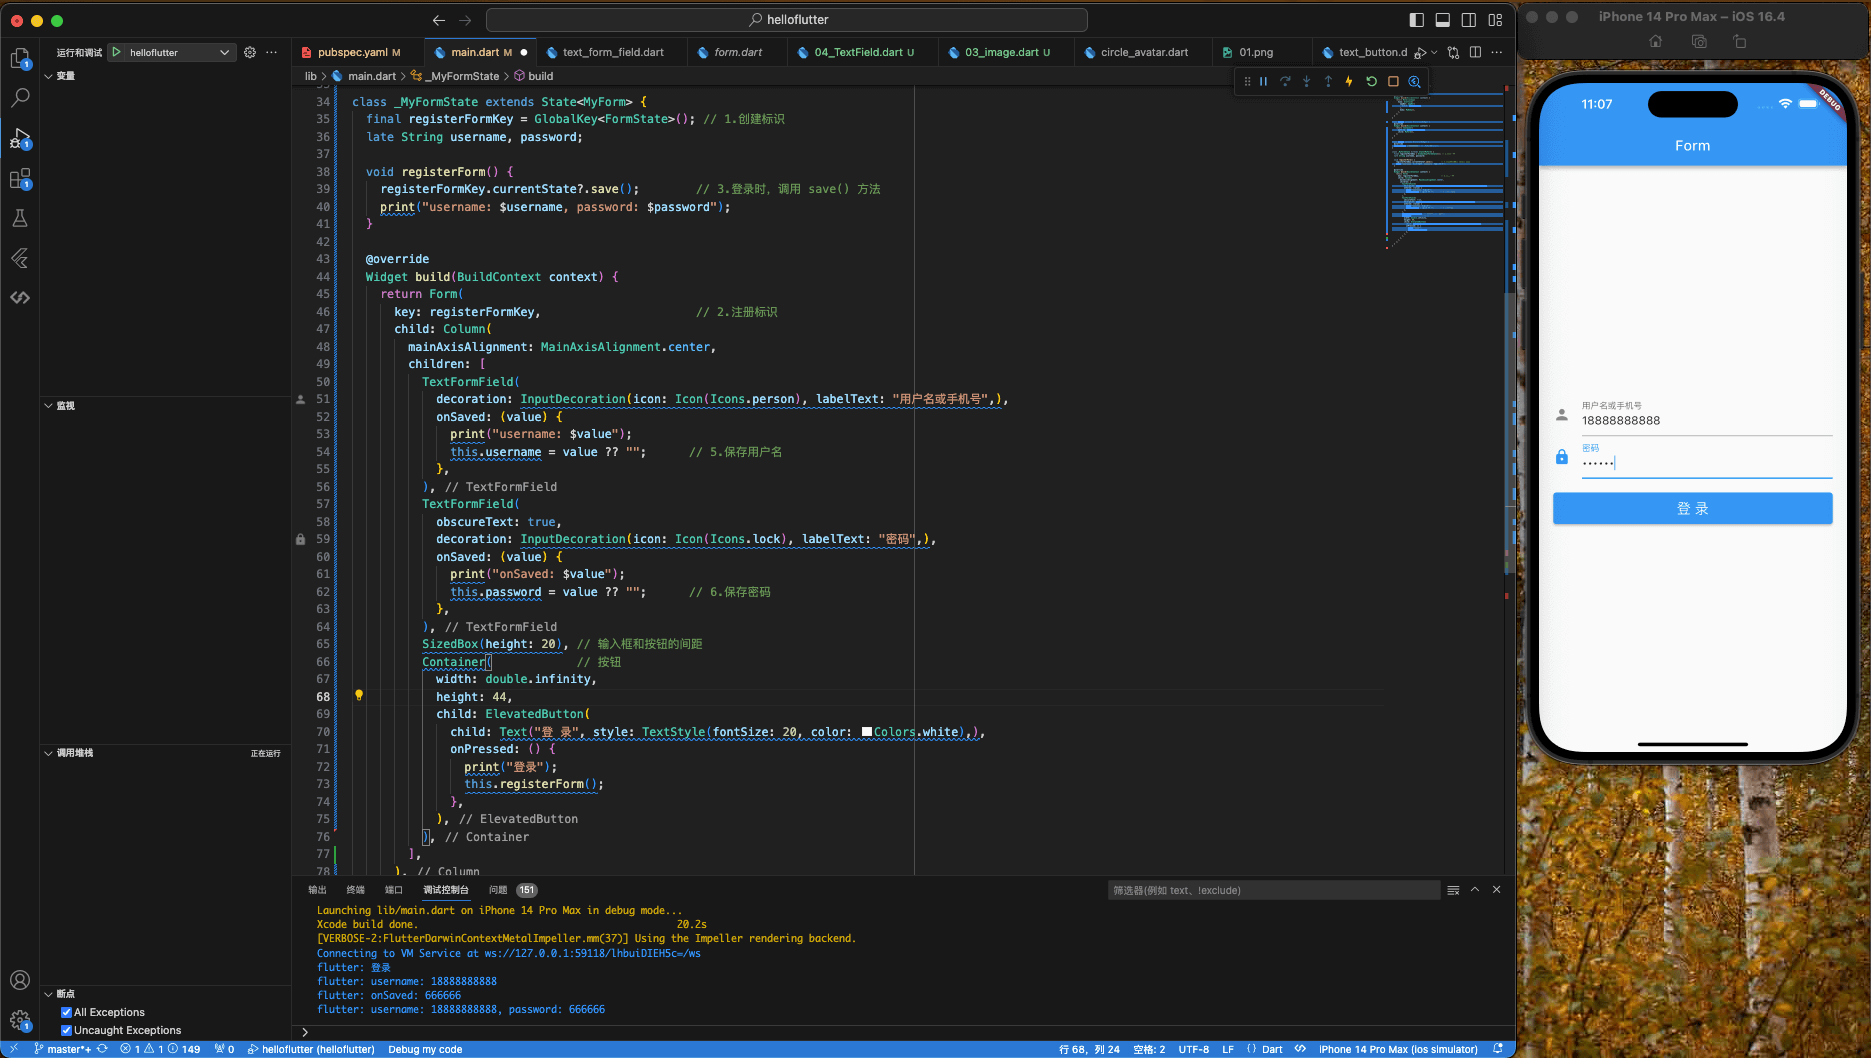 helloflutter
运行和调试 helloflutter
变量
监视
调用堆栈 正在运行
断点
All Exceptions
Uncaught Exceptions
pubspec.yaml M
main.dart M
text_form_field.dart
form.dart
04_TextField.dart U
03_image.dart U
circle_avatar.dart
01.png
text_button.d
lib > main.dart > _MyFormState > build
34 class _MyFormState extends State<MyForm> {
35 final registerFormKey = GlobalKey<FormState>(); // 1.创建标识
36 late String username, password;
37
38 void registerForm() {
39 registerFormKey.currentState?.save(); // 3.登录时，调用 save() 方法
40 print("username: $username, password: $password");
41 }
42
43 @override
44 Widget build(BuildContext context) {
45 return Form(
46 key: registerFormKey, // 2.注册标识
47 child: Column(
48 mainAxisAlignment: MainAxisAlignment.center,
49 children: [
50 TextFormField(
51 decoration: InputDecoration(icon: Icon(Icons.person), labelText: "用户名或手机号",),
52 onSaved: (value) {
53 print("username: $value");
54 this.username = value ?? ""; // 5.保存用户名
55 },
56 ), // TextFormField
57 TextFormField(
58 obscureText: true,
59 decoration: InputDecoration(icon: Icon(Icons.lock), labelText: "密码",),
60 onSaved: (value) {
61 print("onSaved: $value");
62 this.password = value ?? ""; // 6.保存密码
63 },
64 ), // TextFormField
65 SizedBox(height: 20), // 输入框和按钮的间距
66 Container( // 按钮
67 width: double.infinity,
68 height: 44,
69 child: ElevatedButton(
70 child: Text("登 录", style: TextStyle(fontSize: 20, color: Colors.white),),
71 onPressed: () {
72 print("登录");
73 this.registerForm();
74 },
75 ), // ElevatedButton
76 ), // Container
77 ],
78 ), // Column
输出 终端 端口 调试控制台 问题 151
筛选器(例如 text、!exclude)
Launching lib/main.dart on iPhone 14 Pro Max in debug mode...
Xcode build done. 20.2s
[VERBOSE-2:FlutterDarwinContextMetalImpeller.mm(37)] Using the Impeller rendering backend.
Connecting to VM Service at ws://127.0.0.1:59118/lhbuiDIEH5c=/ws
flutter: 登录
flutter: username: 18888888888
flutter: onSaved: 666666
flutter: username: 18888888888, password: 666666
master*+ 1 1 149 0 helloflutter (helloflutter) Debug my code
行 68，列 24 空格: 2 UTF-8 LF Dart iPhone 14 Pro Max (ios simulator)
iPhone 14 Pro Max – iOS 16.4
11:07
DEBUG
Form
用户名或手机号
18888888888
密码
••••••
登 录